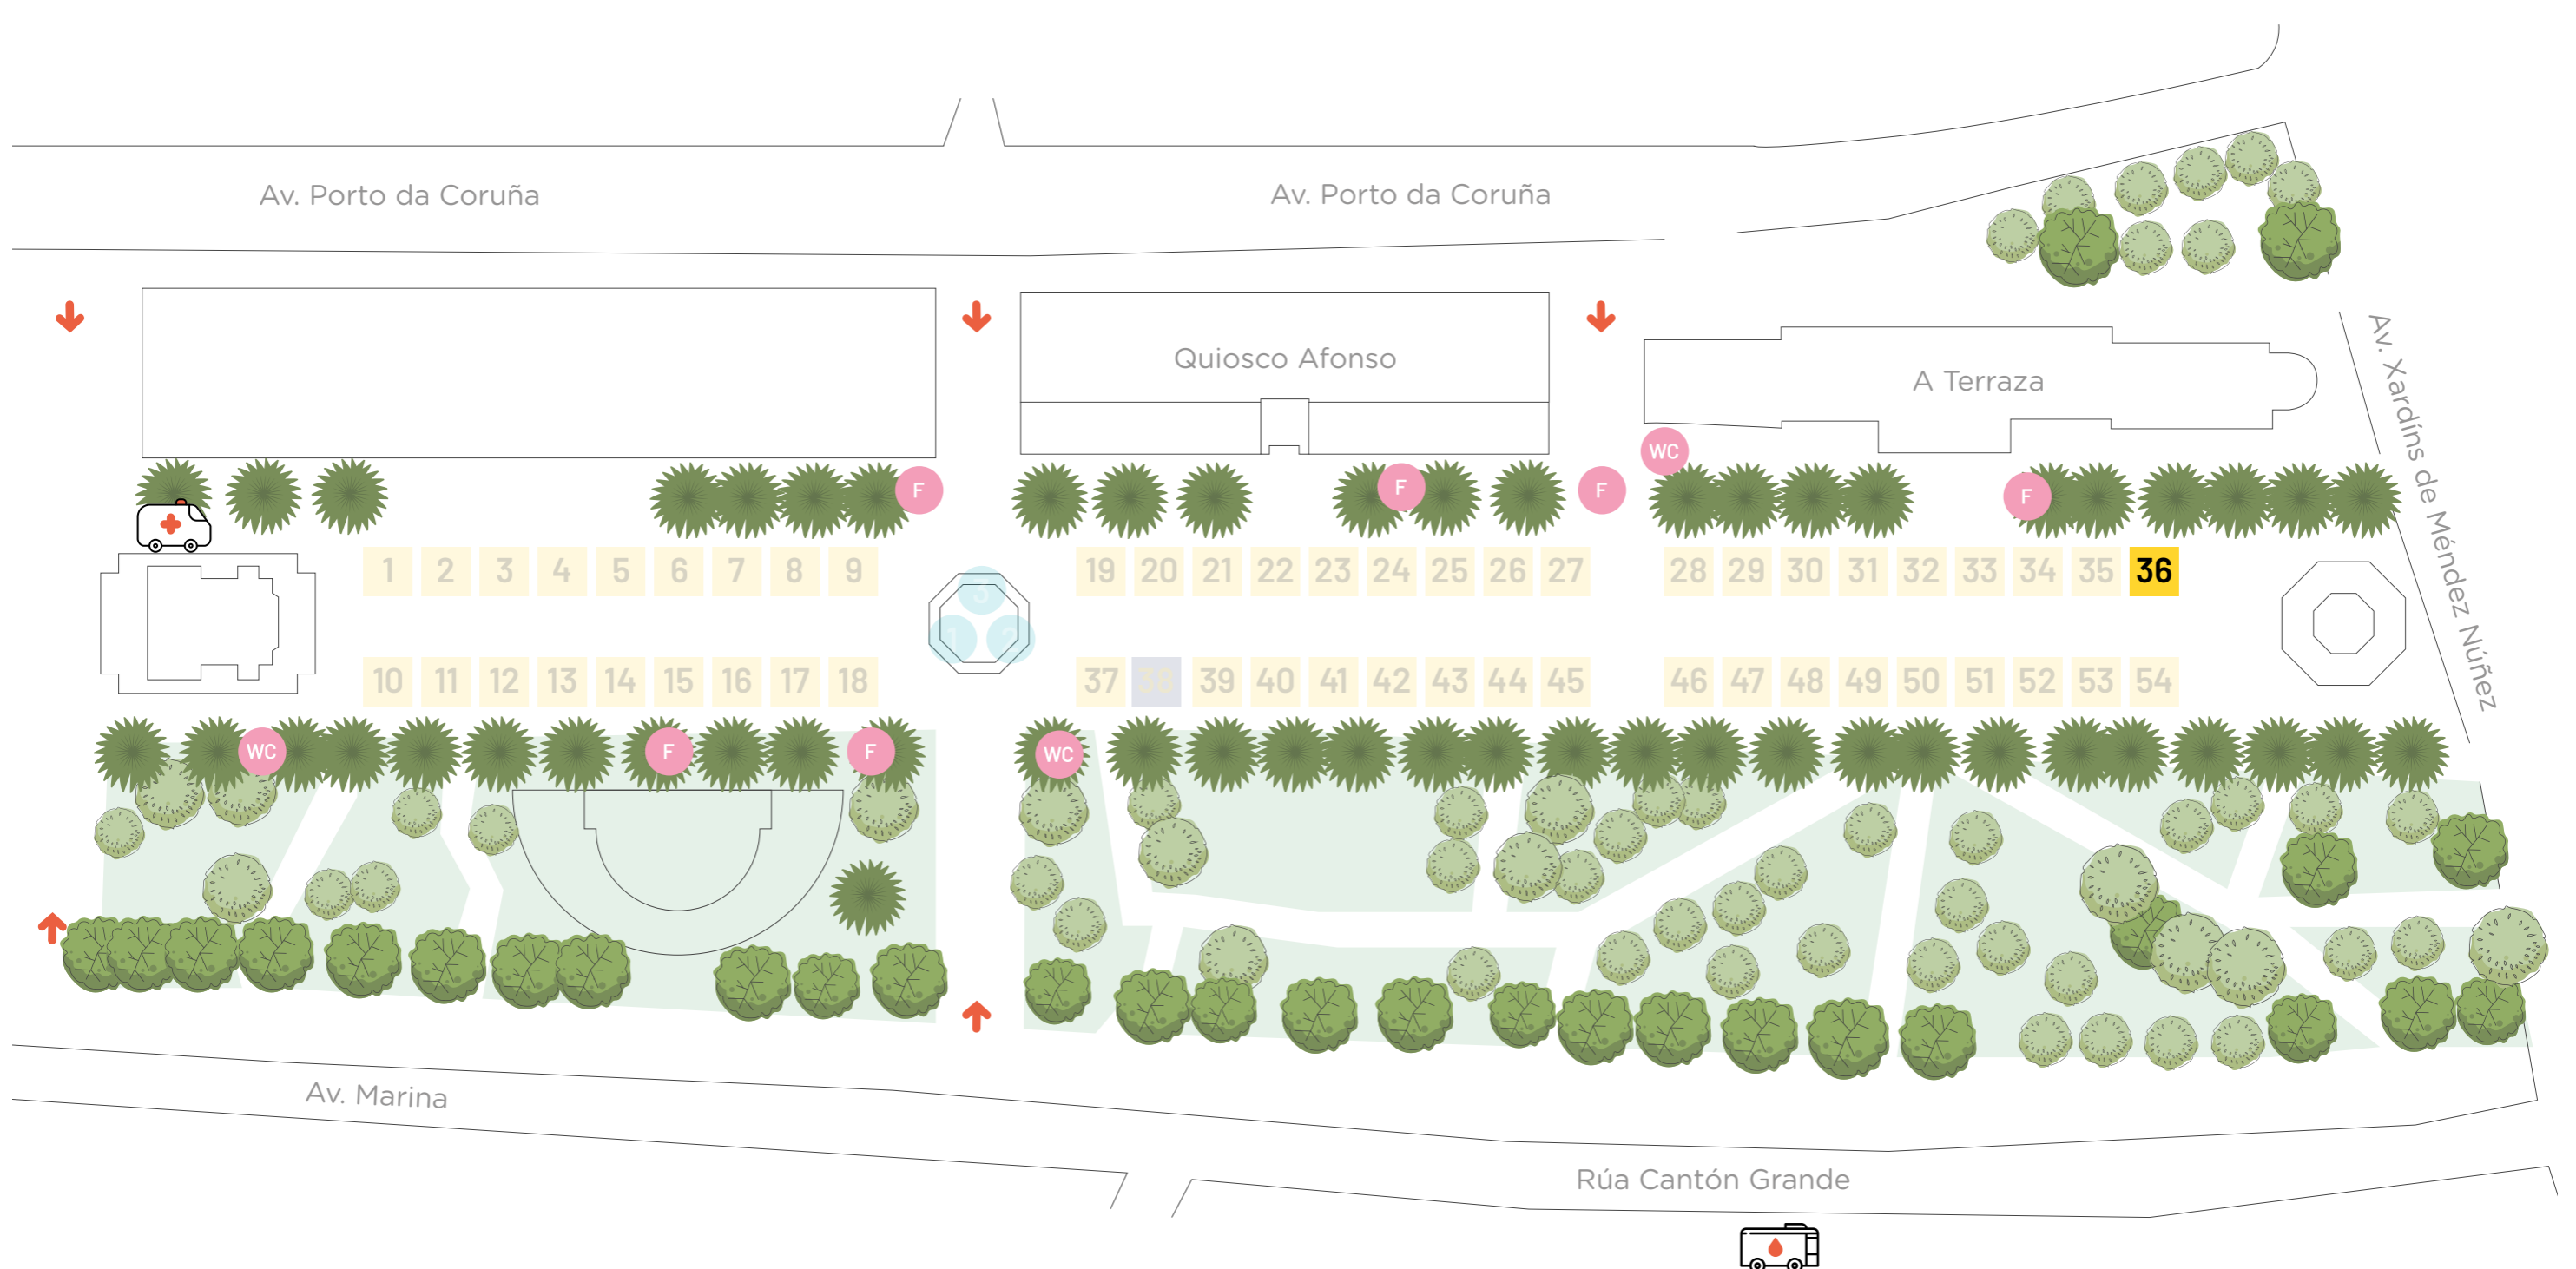 Av. Porto da Coruña
Av. Porto da Coruña
Quiosco Afonso
A Terraza
Av. Xardíns de Méndez Núñez
WC
F
F
F
F
1 2 3 4 5 6 7 8 9
19 20 21 22 23 24 25 26 27
28 29 30 31 32 33 34 35 36
3
1 2
10 11 12 13 14 15 16 17 18
37 38 39 40 41 42 43 44 45
46 47 48 49 50 51 52 53 54
WC
F
F
WC
Av. Marina
Rúa Cantón Grande